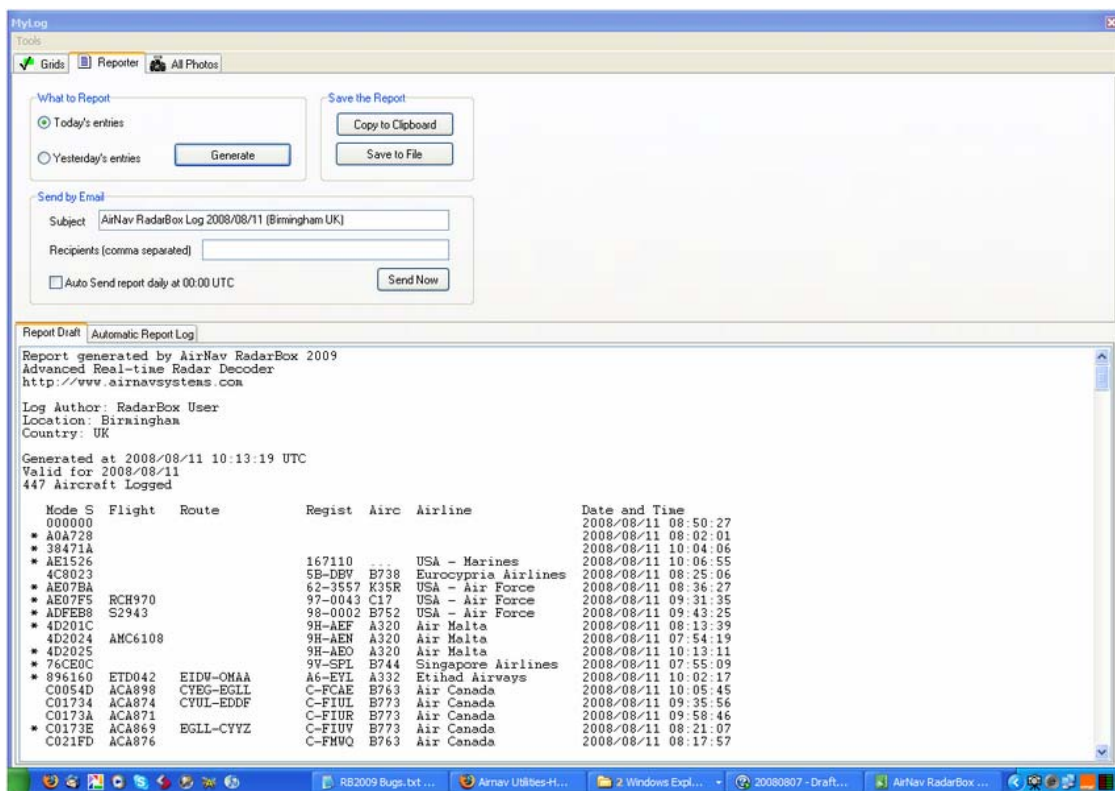 MyLog
Tools
Grids Reporter All Photos
What to Report
Today's entries
Yesterday's entries Generate
Save the Report
Copy to Clipboard
Save to File
Send by Email
Subject AirNav RadarBox Log 2008/08/11 (Birmingham UK)
Recipients (comma separated)
Auto Send report daily at 00:00 UTC Send Now
Report Draft Automatic Report Log
Report generated by AirNav RadarBox 2009
Advanced Real-time Radar Decoder
http://www.airnavsystems.com
Log Author: RadarBox User
Location: Birmingham
Country: UK
Generated at 2008/08/11 10:13:19 UTC
Valid for 2008/08/11
447 Aircraft Logged
Mode S Flight Route Regist Airc Airline Date and Time
000000 2008/08/11 08:50:27
* A0A728 2008/08/11 08:02:01
* 38471A 2008/08/11 10:04:06
* AE1526 167110 ... USA - Marines 2008/08/11 10:06:55
4C8023 5B-DBV B738 Eurocypria Airlines 2008/08/11 08:25:06
* AE07BA 62-3557 K35R USA - Air Force 2008/08/11 08:36:27
* AE07F5 RCH970 97-0043 C17 USA - Air Force 2008/08/11 09:31:35
* ADFEB8 S2943 98-0002 B752 USA - Air Force 2008/08/11 09:43:25
* 4D201C 9H-AEF A320 Air Malta 2008/08/11 08:13:39
4D2024 AMC6108 9H-AEN A320 Air Malta 2008/08/11 07:54:19
* 4D2025 9H-AEO A320 Air Malta 2008/08/11 10:13:11
* 76CE0C 9V-SPL B744 Singapore Airlines 2008/08/11 07:55:09
* 896160 ETD042 EIDW-OMAA A6-EYL A332 Etihad Airways 2008/08/11 10:02:17
C0054D ACA898 CYEG-EGLL C-FCAE B763 Air Canada 2008/08/11 10:05:45
C01734 ACA874 CYUL-EDDF C-FIUL B773 Air Canada 2008/08/11 09:35:56
C0173A ACA871 C-FIUR B773 Air Canada 2008/08/11 09:58:46
* C0173E ACA869 EGLL-CYYZ C-FIUV B773 Air Canada 2008/08/11 08:21:07
C021FD ACA876 C-FMWQ B763 Air Canada 2008/08/11 08:17:57
RB2009 Bugs.txt ... Airnav Utilities-H... 2 Windows Expl... 20080807 - Draft... AirNav RadarBox ...